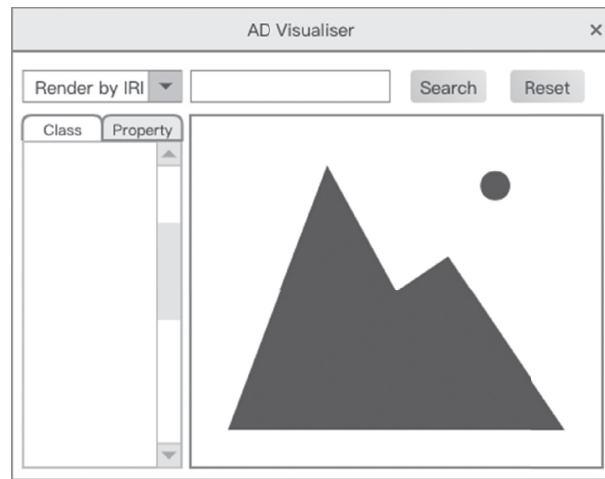 AD Visualiser ×
Render by IRI Search Reset
Class Property